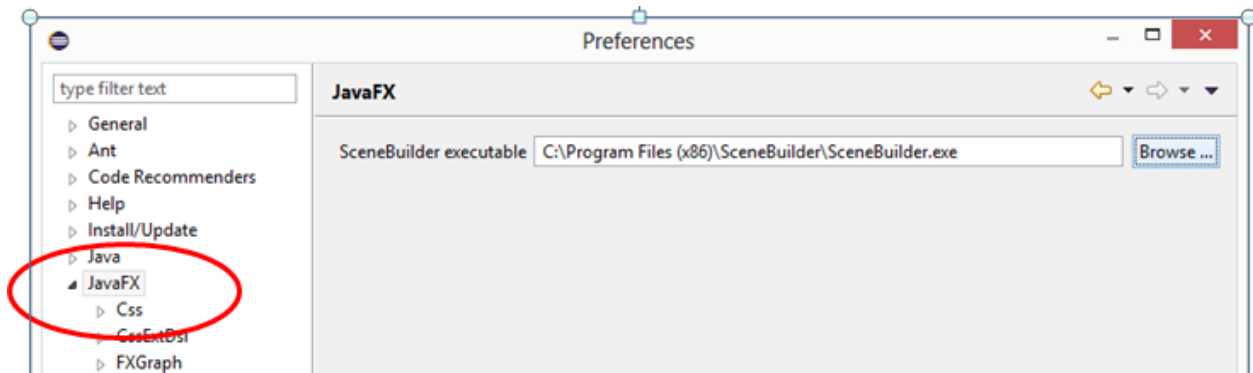 Preferences
type filter text
General
Ant
Code Recommenders
Help
Install/Update
Java
JavaFX
Css
CssExtDsl
FXGraph
JavaFX
SceneBuilder executable C:\Program Files (x86)\SceneBuilder\SceneBuilder.exe Browse ...